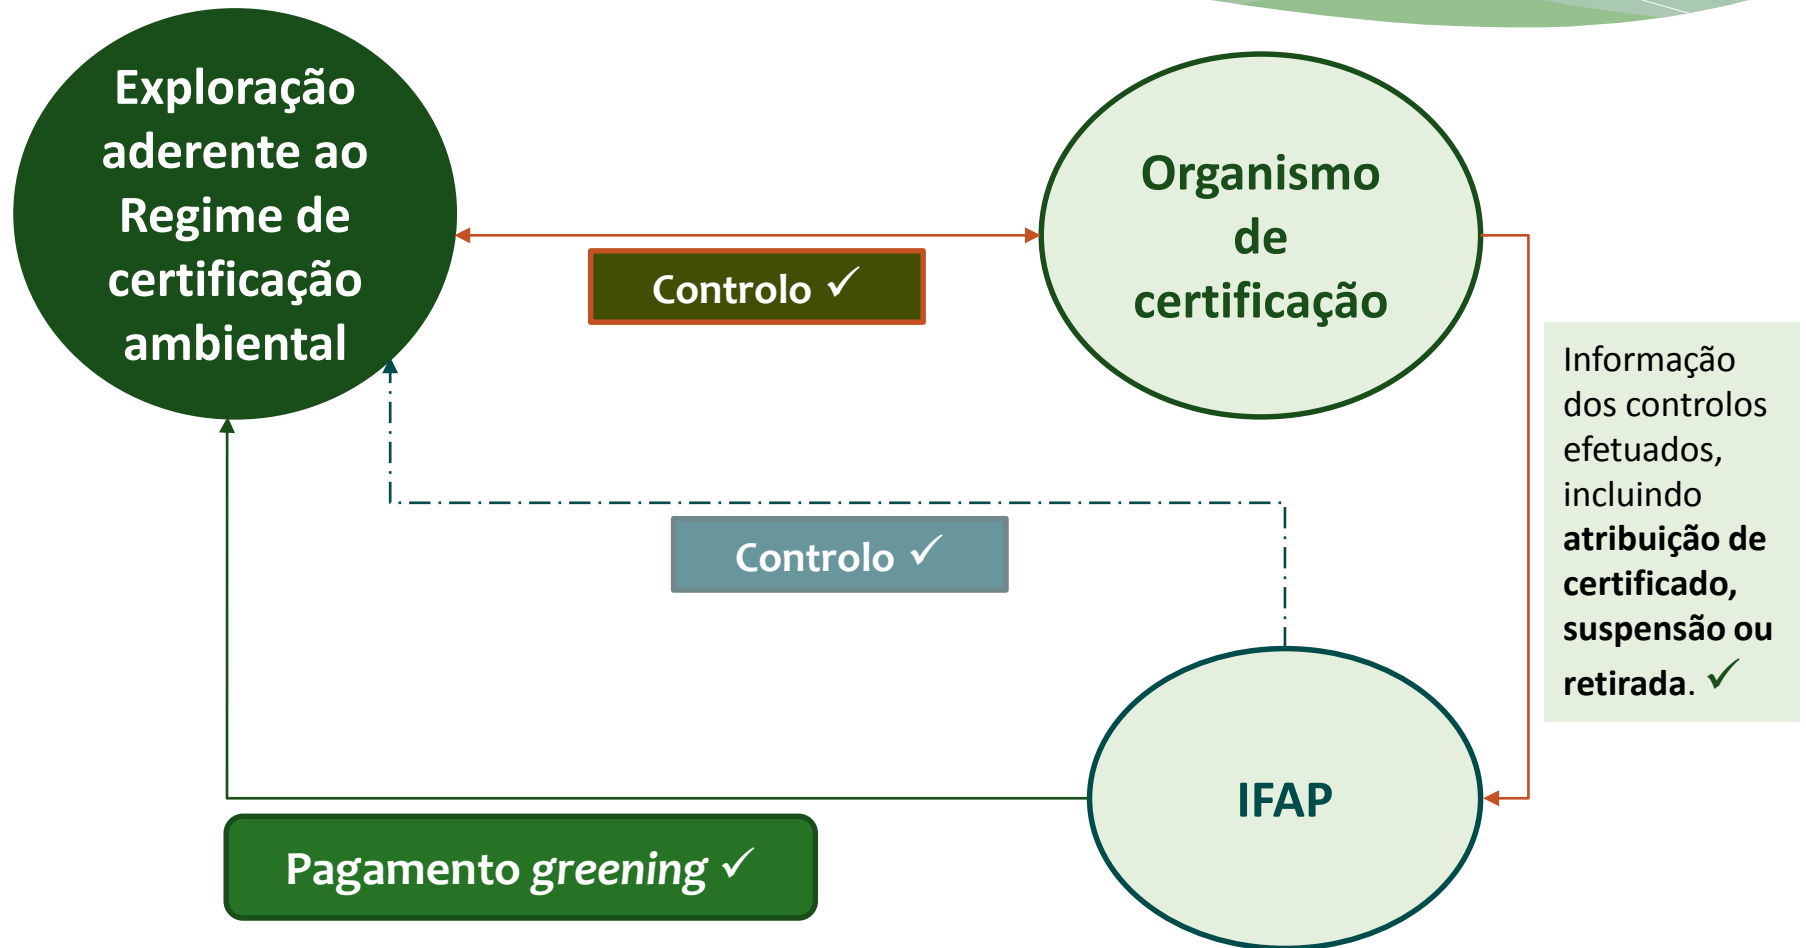 Exploração
aderente ao
Regime de
certificação
ambiental
Controlo ✓
Organismo
de
certificação
Informação
dos controlos
efetuados,
incluindo
atribuição de
certificado,
suspensão ou
retirada. ✓
Controlo ✓
IFAP
Pagamento greening ✓